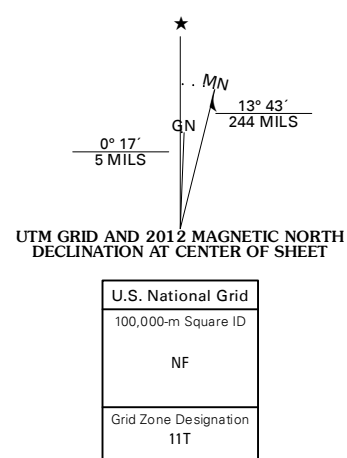 ★
MN
GN
13° 43´
244 MILS
0° 17´
5 MILS
UTM GRID AND 2012 MAGNETIC NORTH
DECLINATION AT CENTER OF SHEET
U.S. National Grid
100,000-m Square ID
NF
Grid Zone Designation
11T